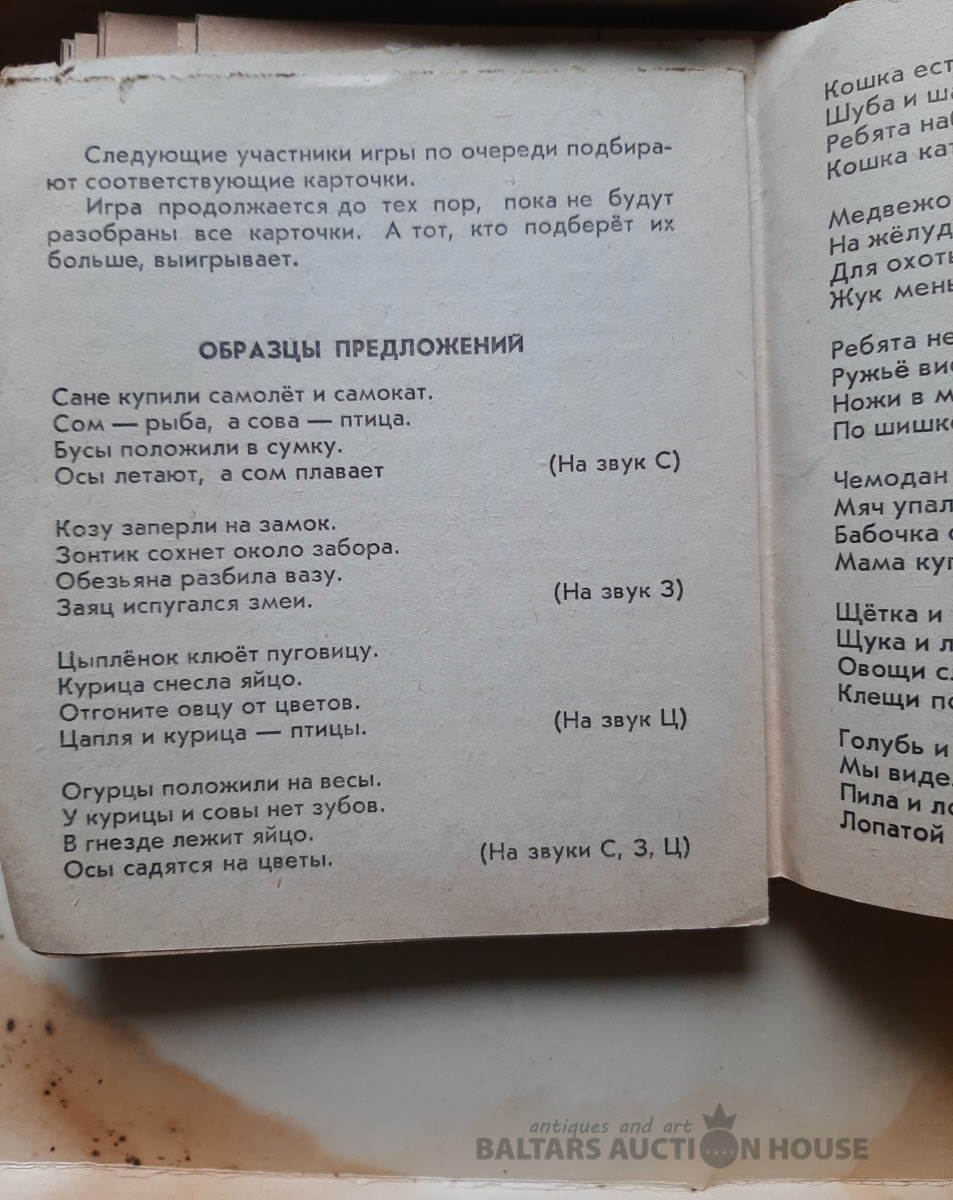 Следующие участники игры по очереди подбира-
ют соответствующие карточки.
Игра продолжается до тех пор, пока не будут
разобраны все карточки. А тот, кто подберёт их
больше, выигрывает.
ОБРАЗЦЫ ПРЕДЛОЖЕНИЙ
Сане купили самолёт и самокат.
Сом — рыба, а сова — птица.
Бусы положили в сумку.
Осы летают, а сом плавает (На звук С)
Козу заперли на замок.
Зонтик сохнет около забора.
Обезьяна разбила вазу.
Заяц испугался змеи. (На звук З)
Цыплёнок клюёт пуговицу.
Курица снесла яйцо.
Отгоните овцу от цветов.
Цапля и курица — птицы. (На звук Ц)
Огурцы положили на весы.
У курицы и совы нет зубов.
В гнезде лежит яйцо.
Осы садятся на цветы. (На звуки С, З, Ц)
Кошка
Шуба и
Ребята
Кошка
На
Для
Жук
Ребята
Ружьё
Ножи в
По
Чемодан
Мяч
Бабочка
Мама
Щётка и
Щука и
Овощи
Клещи
Голубь и
Мы
Пила и
Лопатой
antiques and art
BALTARS AUCTION HOUSE